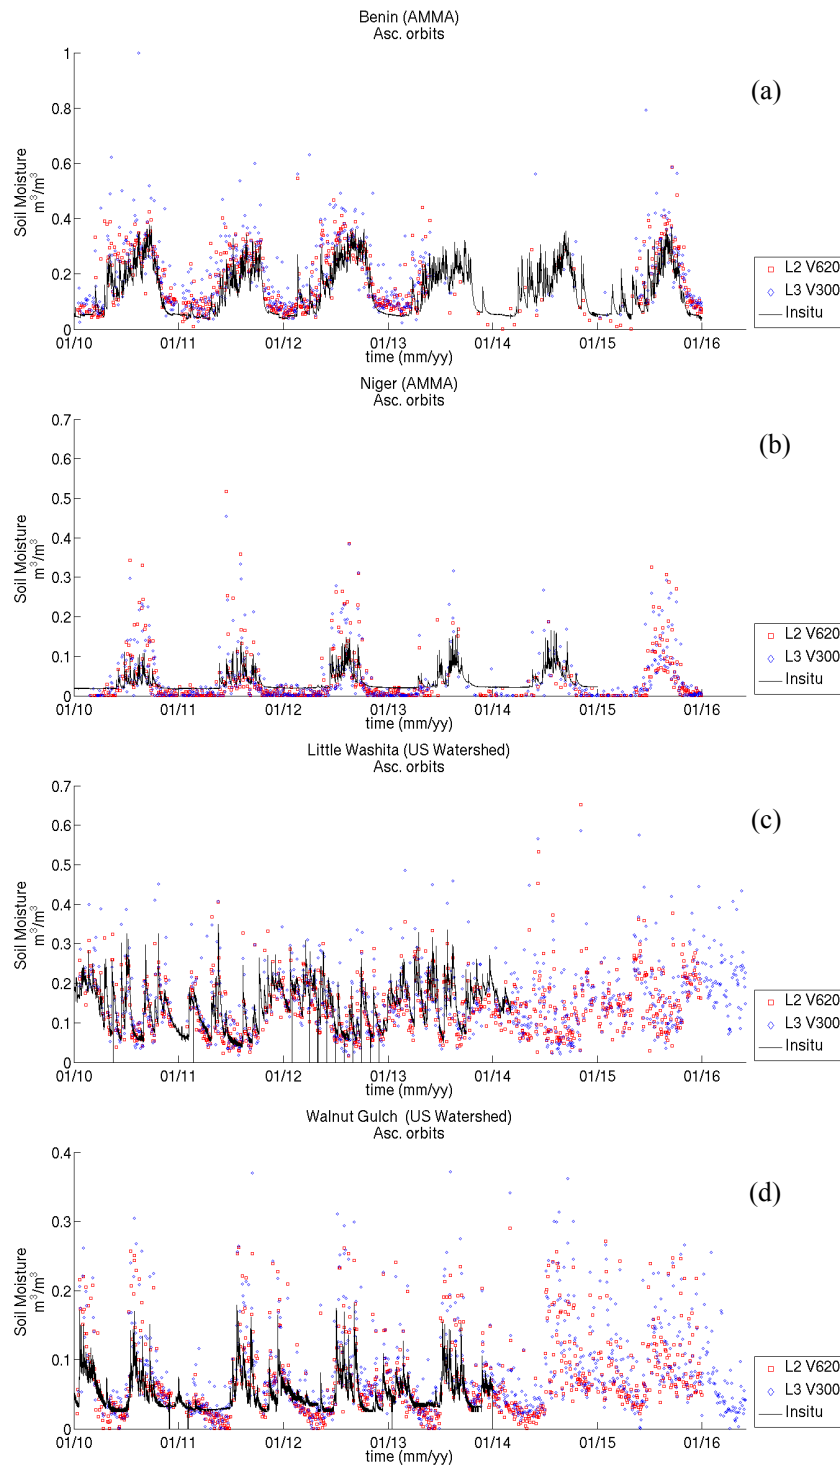 Benin (AMMA)
Asc. orbits
(a)
1
0.8
0.6
0.4
0.2
0
Soil Moisture
m³/m³
01/10 01/11 01/12 01/13 01/14 01/15 01/16
time (mm/yy)
L2 V620
L3 V300
Insitu
Niger (AMMA)
Asc. orbits
(b)
0.7
0.6
0.5
0.4
0.3
0.2
0.1
0
Soil Moisture
m³/m³
01/10 01/11 01/12 01/13 01/14 01/15 01/16
time (mm/yy)
L2 V620
L3 V300
Insitu
Little Washita (US Watershed)
Asc. orbits
(c)
0.7
0.6
0.5
0.4
0.3
0.2
0.1
0
Soil Moisture
m³/m³
01/10 01/11 01/12 01/13 01/14 01/15 01/16
time (mm/yy)
L2 V620
L3 V300
Insitu
Walnut Gulch (US Watershed)
Asc. orbits
(d)
0.4
0.3
0.2
0.1
0
Soil Moisture
m³/m³
01/10 01/11 01/12 01/13 01/14 01/15 01/16
time (mm/yy)
L2 V620
L3 V300
Insitu